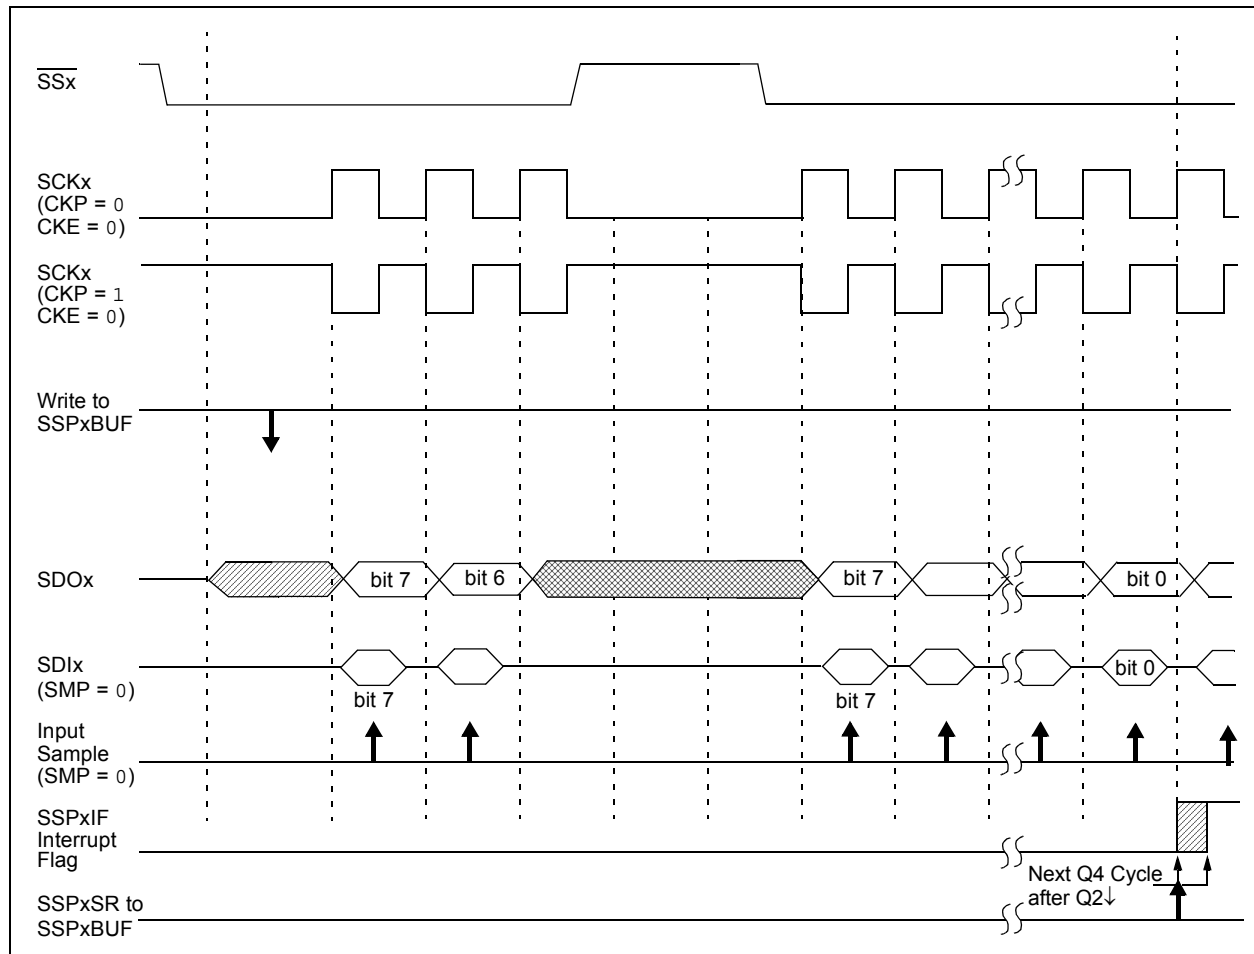 SSx
SCKx
(CKP = 0
CKE = 0)
SCKx
(CKP = 1
CKE = 0)
Write to
SSPxBUF
SDOx
bit 7
bit 6
bit 7
bit 0
SDIx
(SMP = 0)
bit 7
bit 7
bit 0
Input
Sample
(SMP = 0)
SSPxIF
Interrupt
Flag
Next Q4 Cycle
after Q2↓
SSPxSR to
SSPxBUF